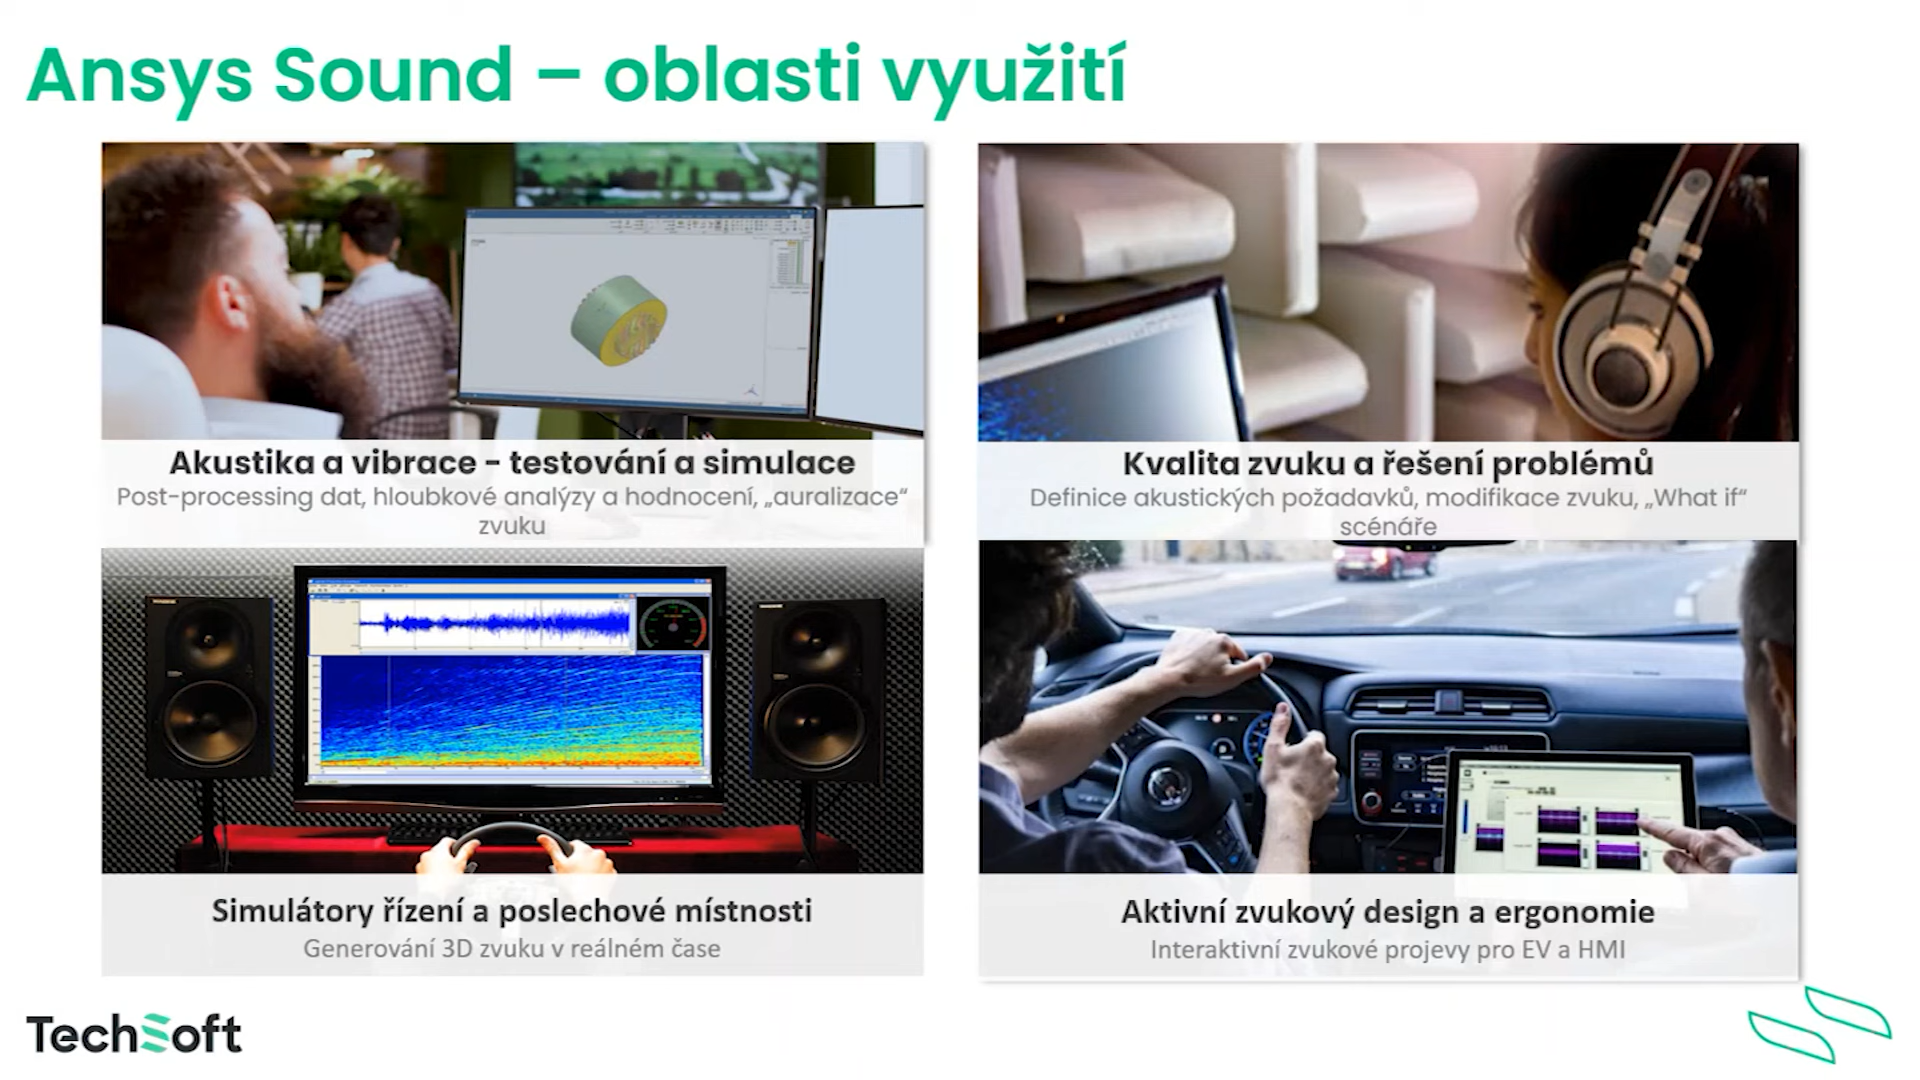 Ansys Sound – oblasti využití
Akustika a vibrace - testování a simulace
Post-processing dat, hloubkové analýzy a hodnocení, „auralizace“
zvuku
Kvalita zvuku a řešení problémů
Definice akustických požadavků, modifikace zvuku, „What if“
scénáře
Simulátory řízení a poslechové místnosti
Generování 3D zvuku v reálném čase
Aktivní zvukový design a ergonomie
Interaktivní zvukové projevy pro EV a HMI
TechSoft